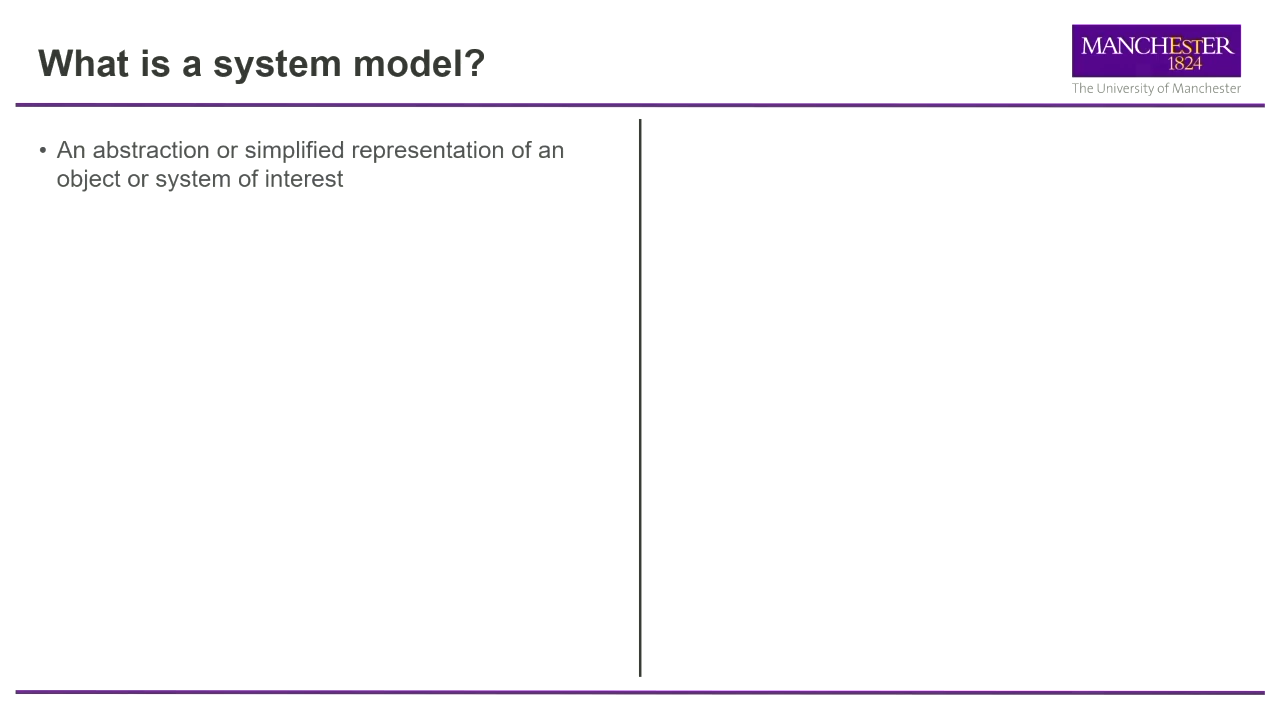 What is a system model?
MANCHESTER
1824
The University of Manchester
• An abstraction or simplified representation of an
object or system of interest